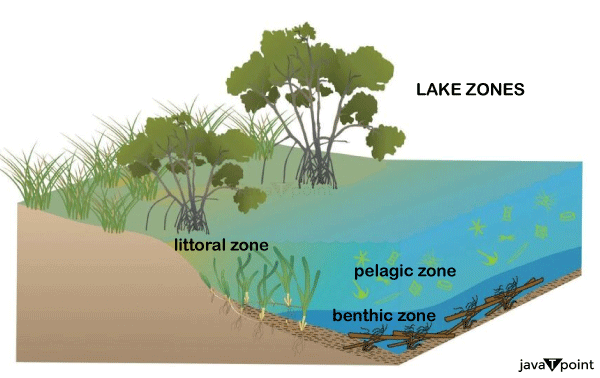 LAKE ZONES
littoral zone
pelagic zone
benthic zone
javaTpoint